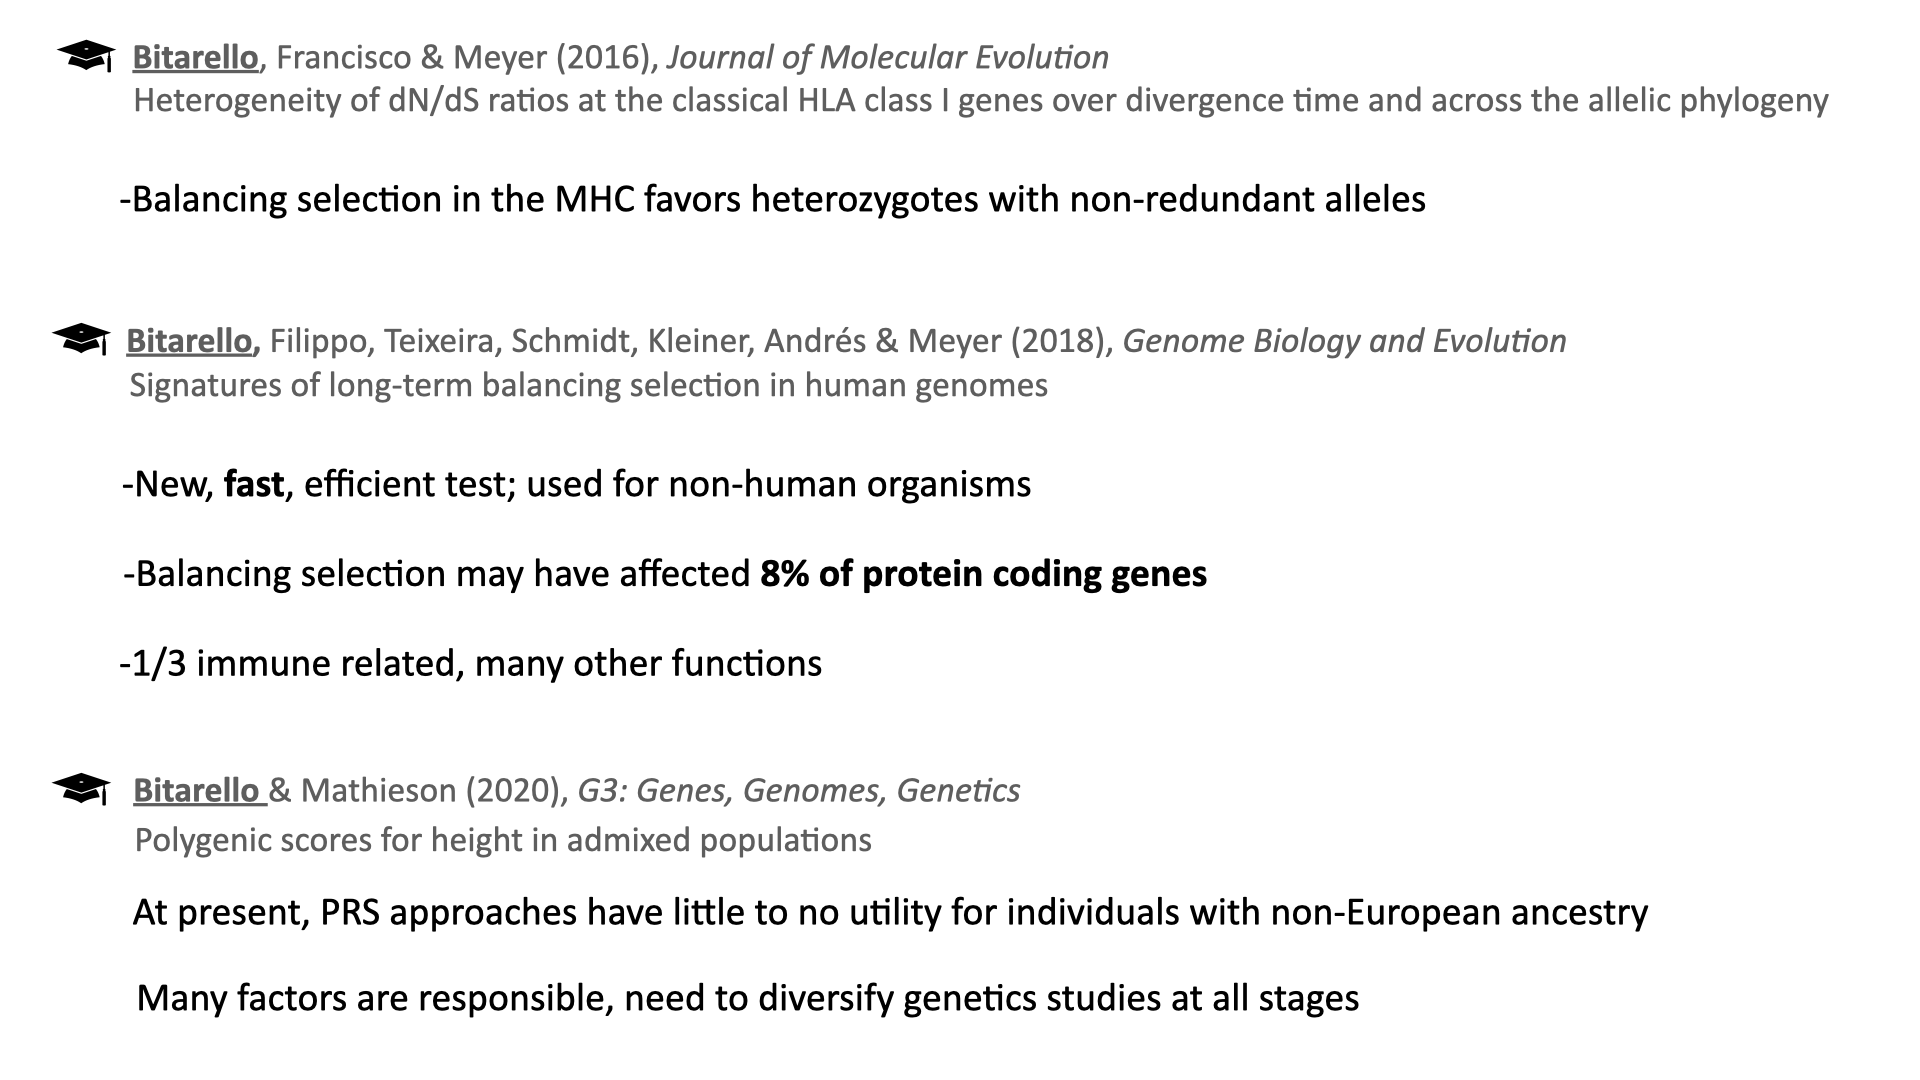 Bitarello, Francisco & Meyer (2016), Journal of Molecular Evolution
Heterogeneity of dN/dS ratios at the classical HLA class I genes over divergence time and across the allelic phylogeny
-Balancing selection in the MHC favors heterozygotes with non-redundant alleles
Bitarello, Filippo, Teixeira, Schmidt, Kleiner, Andrés & Meyer (2018), Genome Biology and Evolution
Signatures of long-term balancing selection in human genomes
-New, fast, efficient test; used for non-human organisms
-Balancing selection may have affected 8% of protein coding genes
-1/3 immune related, many other functions
Bitarello & Mathieson (2020), G3: Genes, Genomes, Genetics
Polygenic scores for height in admixed populations
At present, PRS approaches have little to no utility for individuals with non-European ancestry
Many factors are responsible, need to diversify genetics studies at all stages